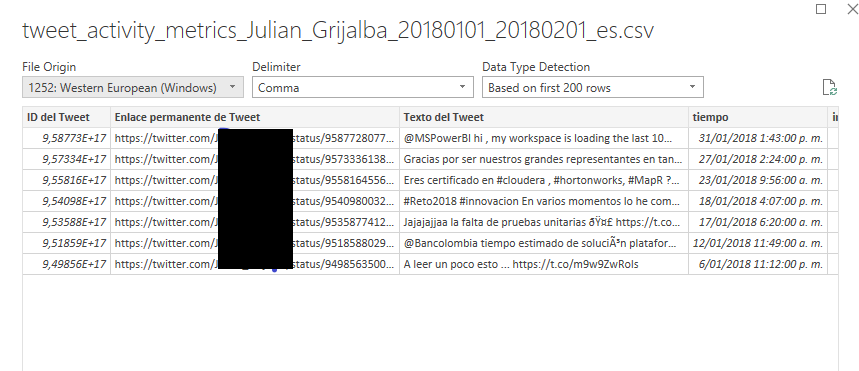 tweet_activity_metrics_Julian_Grijalba_20180101_20180201_es.csv
File Origin Delimiter Data Type Detection
1252: Western European (Windows) Comma Based on first 200 rows
ID del Tweet Enlace permanente de Tweet Texto del Tweet tiempo
9,58773E+17 https://twitter.com/J status/9587728077... @MSPowerBI hi , my workspace is loading the last 10... 31/01/2018 1:43:00 p. m.
9,57334E+17 https://twitter.com/J status/9573336138... Gracias por ser nuestros grandes representantes en tan... 27/01/2018 2:24:00 p. m.
9,55816E+17 https://twitter.com/J status/9558164556... Eres certificado en #cloudera , #hortonworks, #MapR ?... 23/01/2018 9:56:00 a. m.
9,54098E+17 https://twitter.com/J status/9540980032... #Reto2018 #innovacion En varios momentos lo he com... 18/01/2018 4:07:00 p. m.
9,53588E+17 https://twitter.com/J status/9535877412... Jajajajjaa la falta de pruebas unitarias ðŸ¤£ https://t.co... 17/01/2018 6:20:00 a. m.
9,51859E+17 https://twitter.com/J status/9518588029... @Bancolombia tiempo estimado de soluciÃ³n platafor... 12/01/2018 11:49:00 a. m.
9,49856E+17 https://twitter.com/J status/9498563500... A leer un poco esto ... https://t.co/m9w9ZwRoIs 6/01/2018 11:12:00 p. m.